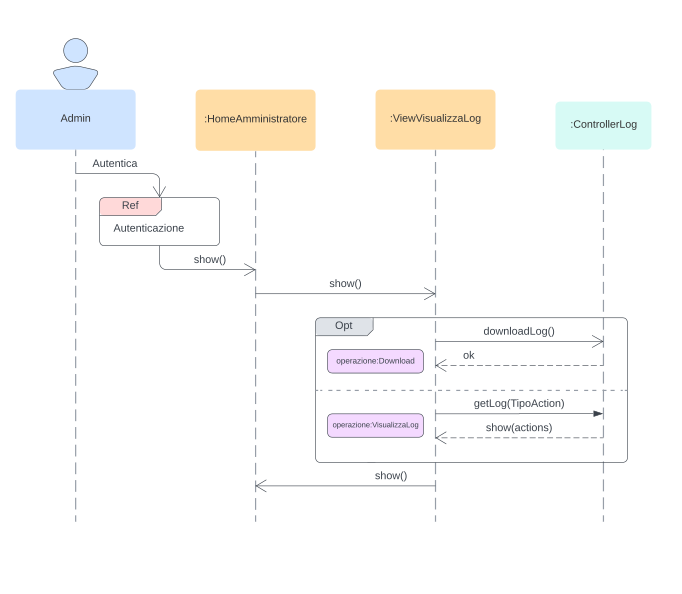 Admin
:HomeAmministratore
:ViewVisualizzaLog
:ControllerLog
Autentica
Ref
Autenticazione
show()
show()
Opt
downloadLog()
operazione:Download
ok
getLog(TipoAction)
operazione:VisualizzaLog
show(actions)
show()